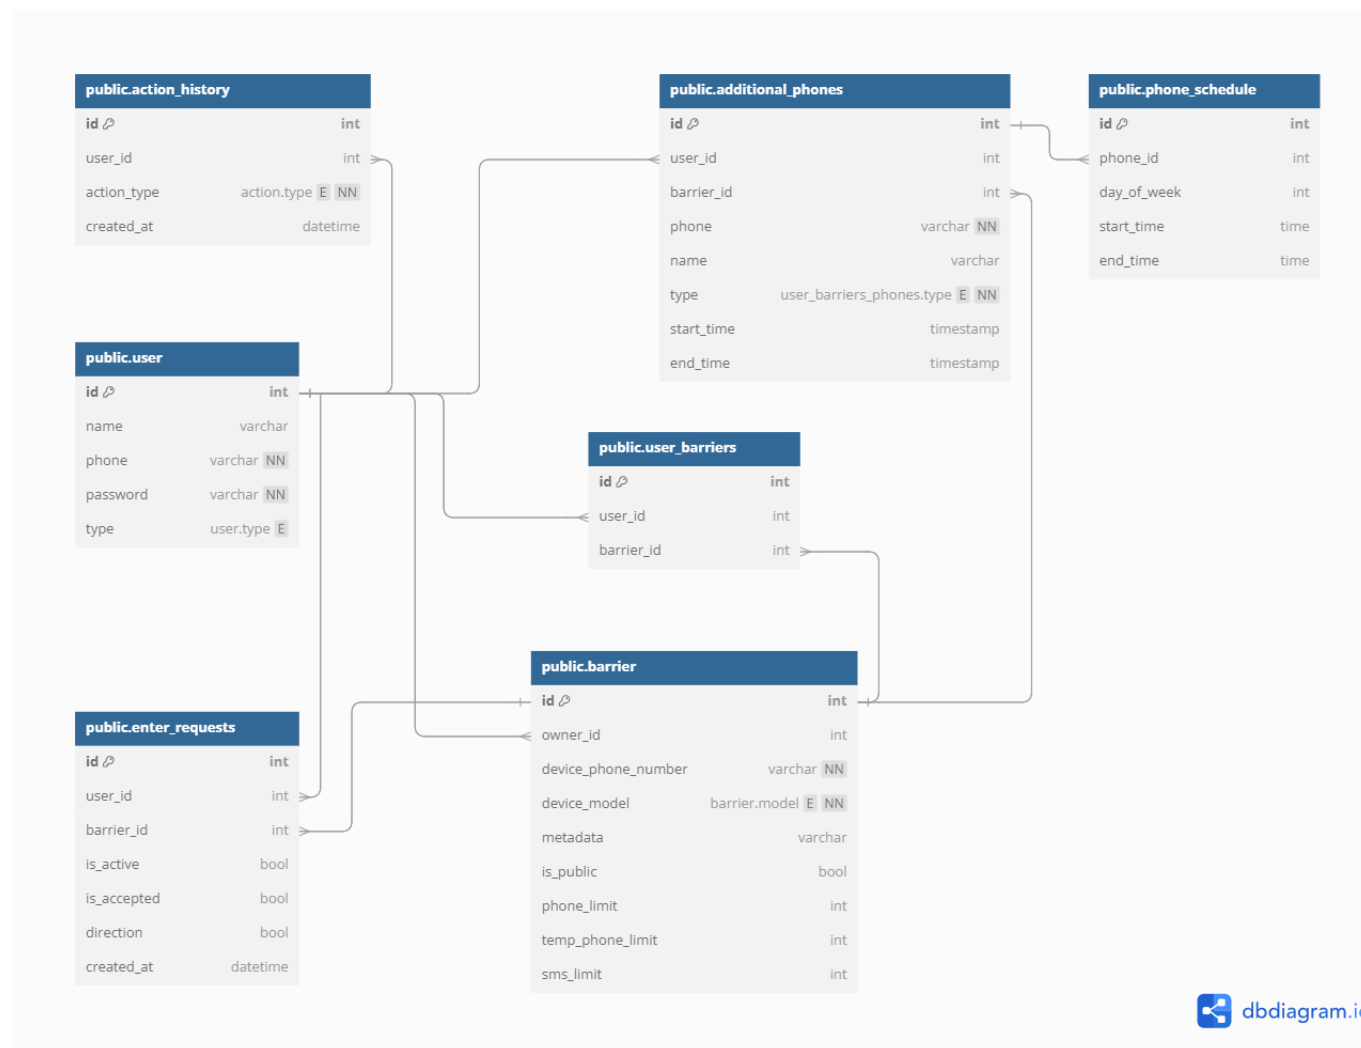 public.action_history
id int
user_id int
action_type action.type E NN
created_at datetime
public.additional_phones
id int
user_id int
barrier_id int
phone varchar NN
name varchar
type user_barriers_phones.type E NN
start_time timestamp
end_time timestamp
public.phone_schedule
id int
phone_id int
day_of_week int
start_time time
end_time time
public.user
id int
name varchar
phone varchar NN
password varchar NN
type user.type E
public.user_barriers
id int
user_id int
barrier_id int
public.enter_requests
id int
user_id int
barrier_id int
is_active bool
is_accepted bool
direction bool
created_at datetime
public.barrier
id int
owner_id int
device_phone_number varchar NN
device_model barrier.model E NN
metadata varchar
is_public bool
phone_limit int
temp_phone_limit int
sms_limit int
dbdiagram.io